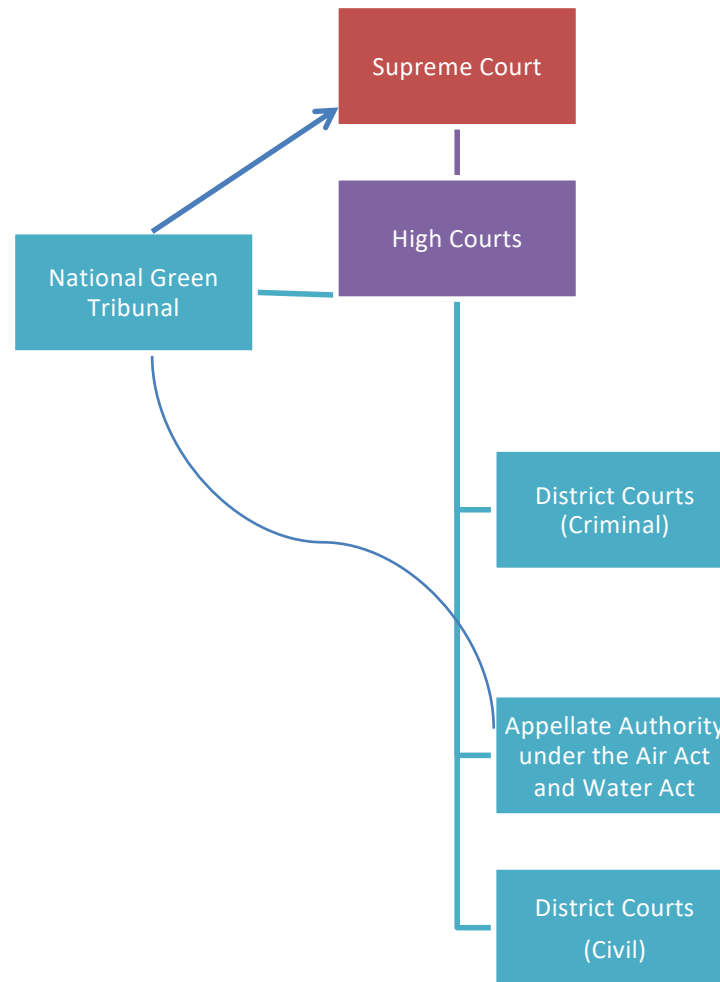 Supreme Court
High Courts
National Green
Tribunal
District Courts
(Criminal)
Appellate Authority
under the Air Act
and Water Act
District Courts
(Civil)